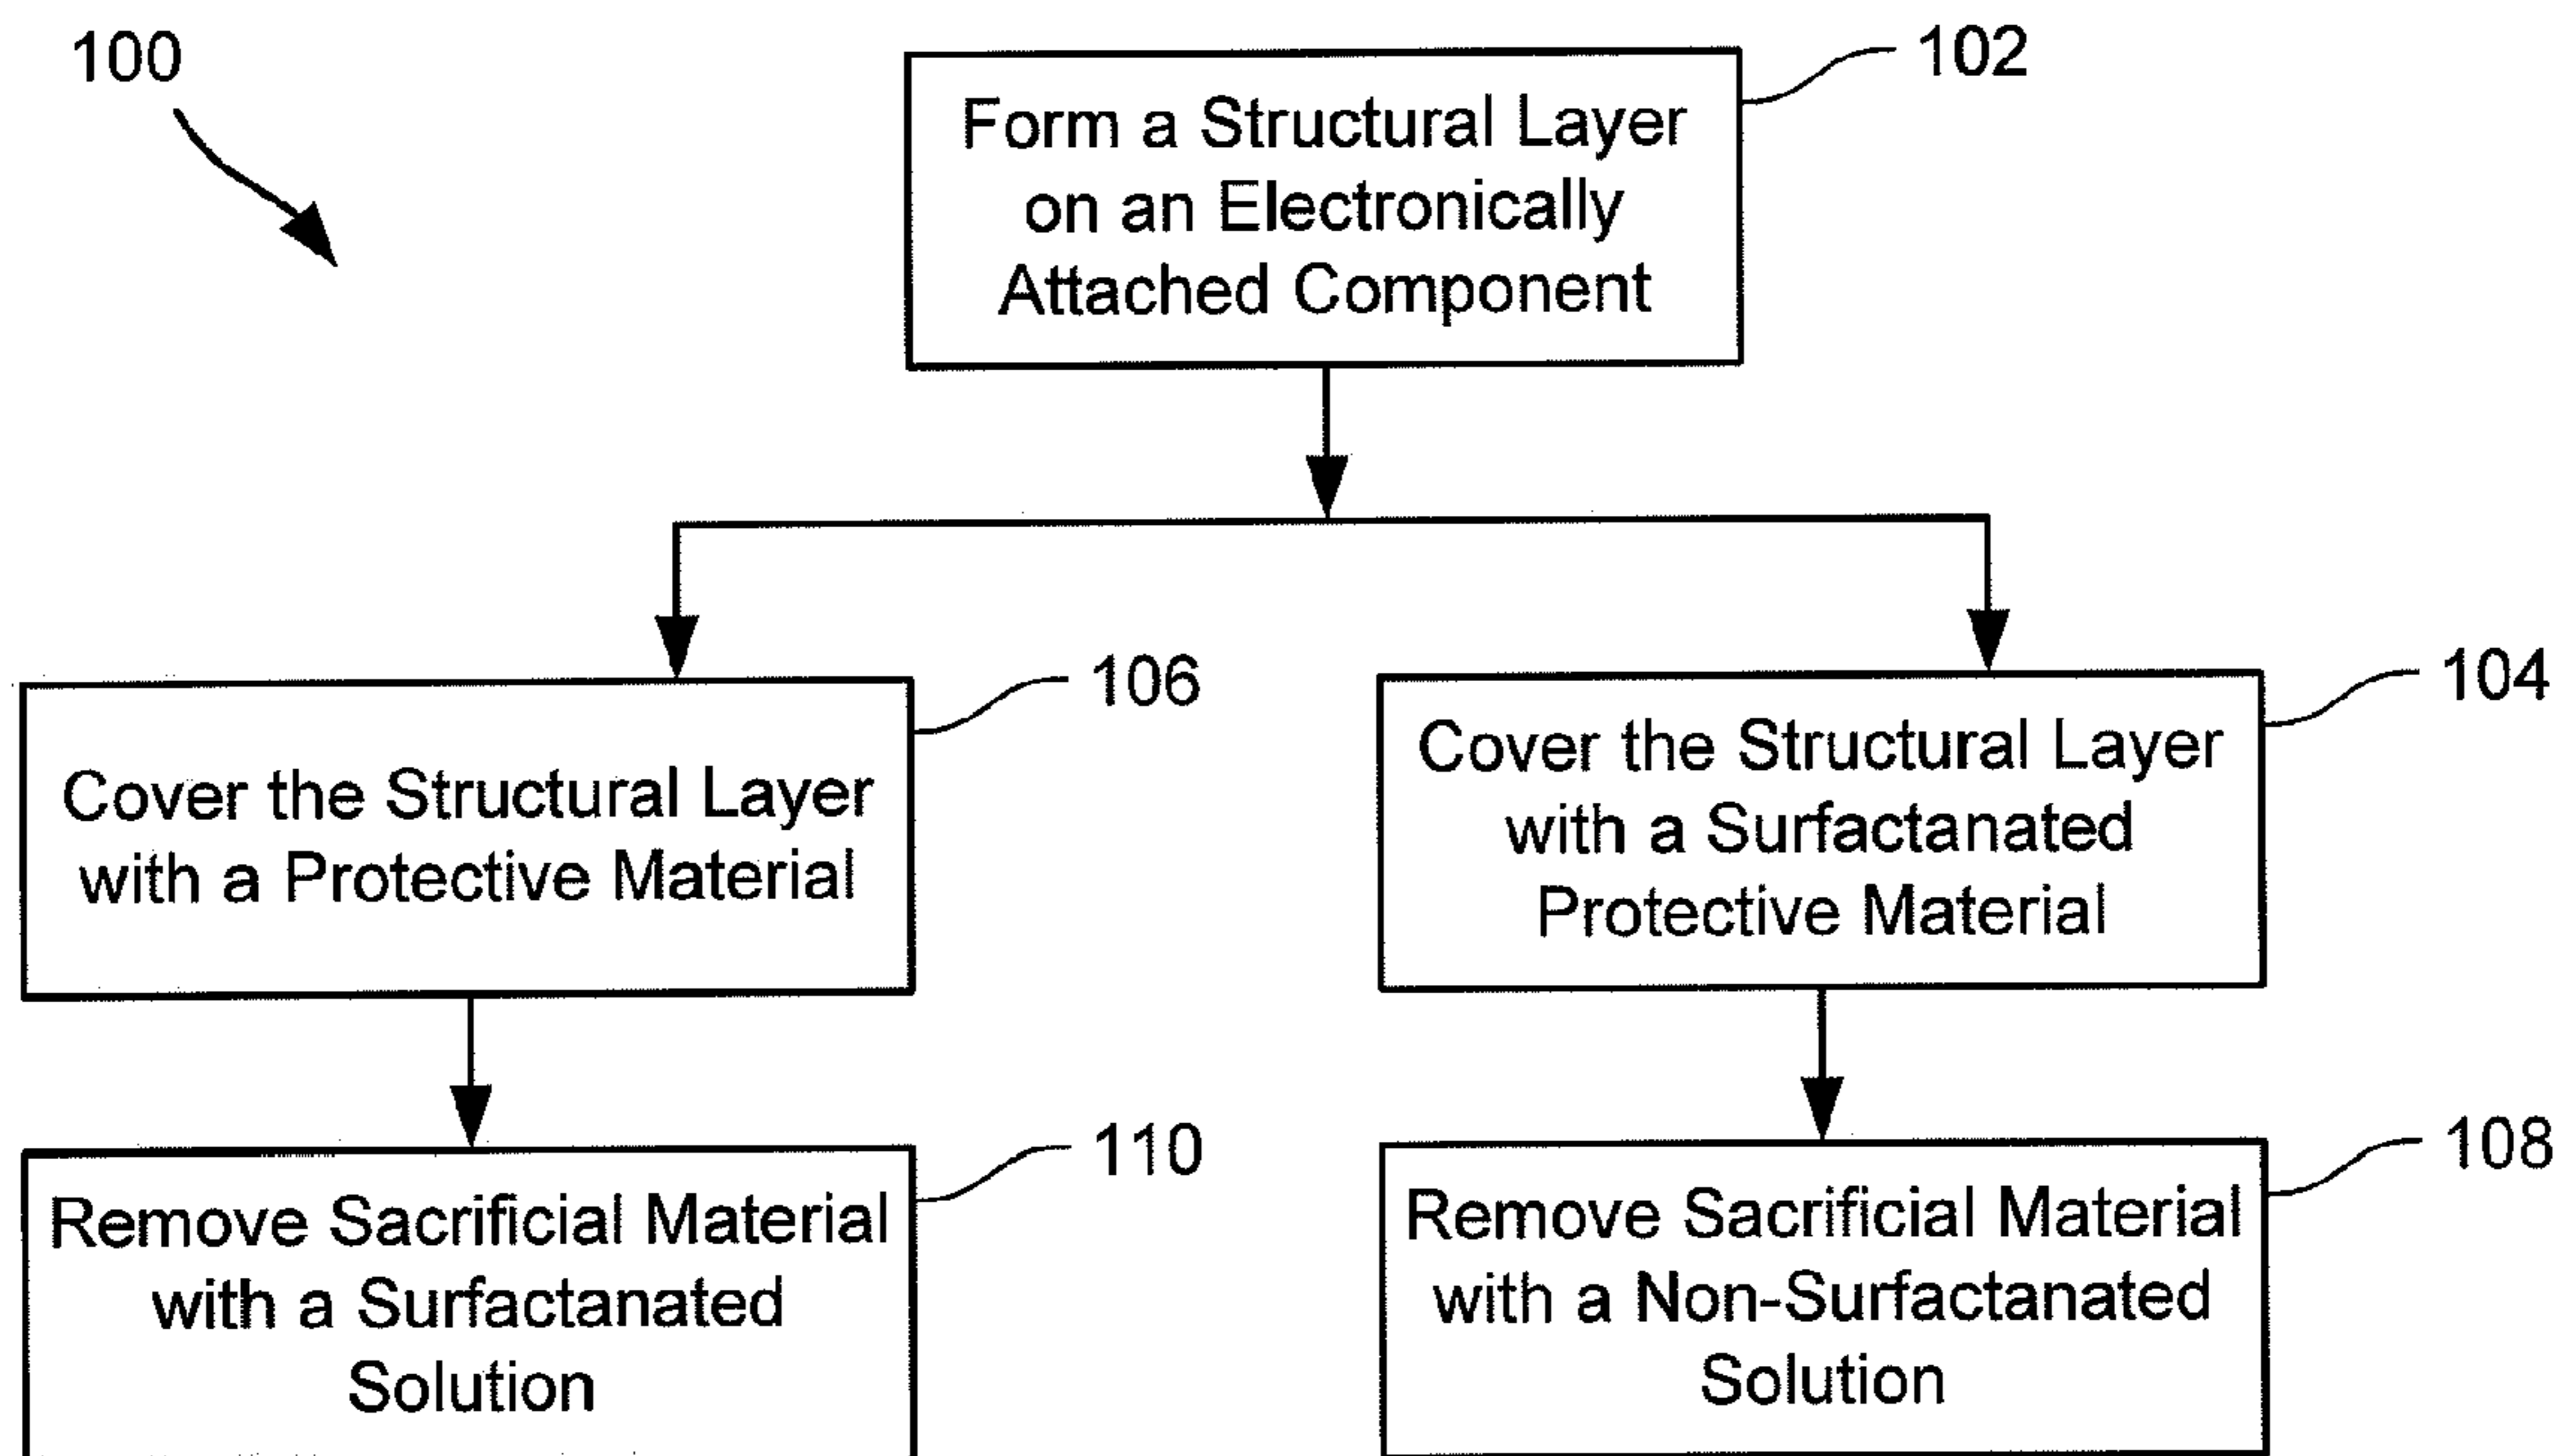 100
102
Form a Structural Layer
on an Electronically
Attached Component
106
Cover the Structural Layer
with a Protective Material
104
Cover the Structural Layer
with a Surfactanated
Protective Material
110
Remove Sacrificial Material
with a Surfactanated
Solution
108
Remove Sacrificial Material
with a Non-Surfactanated
Solution